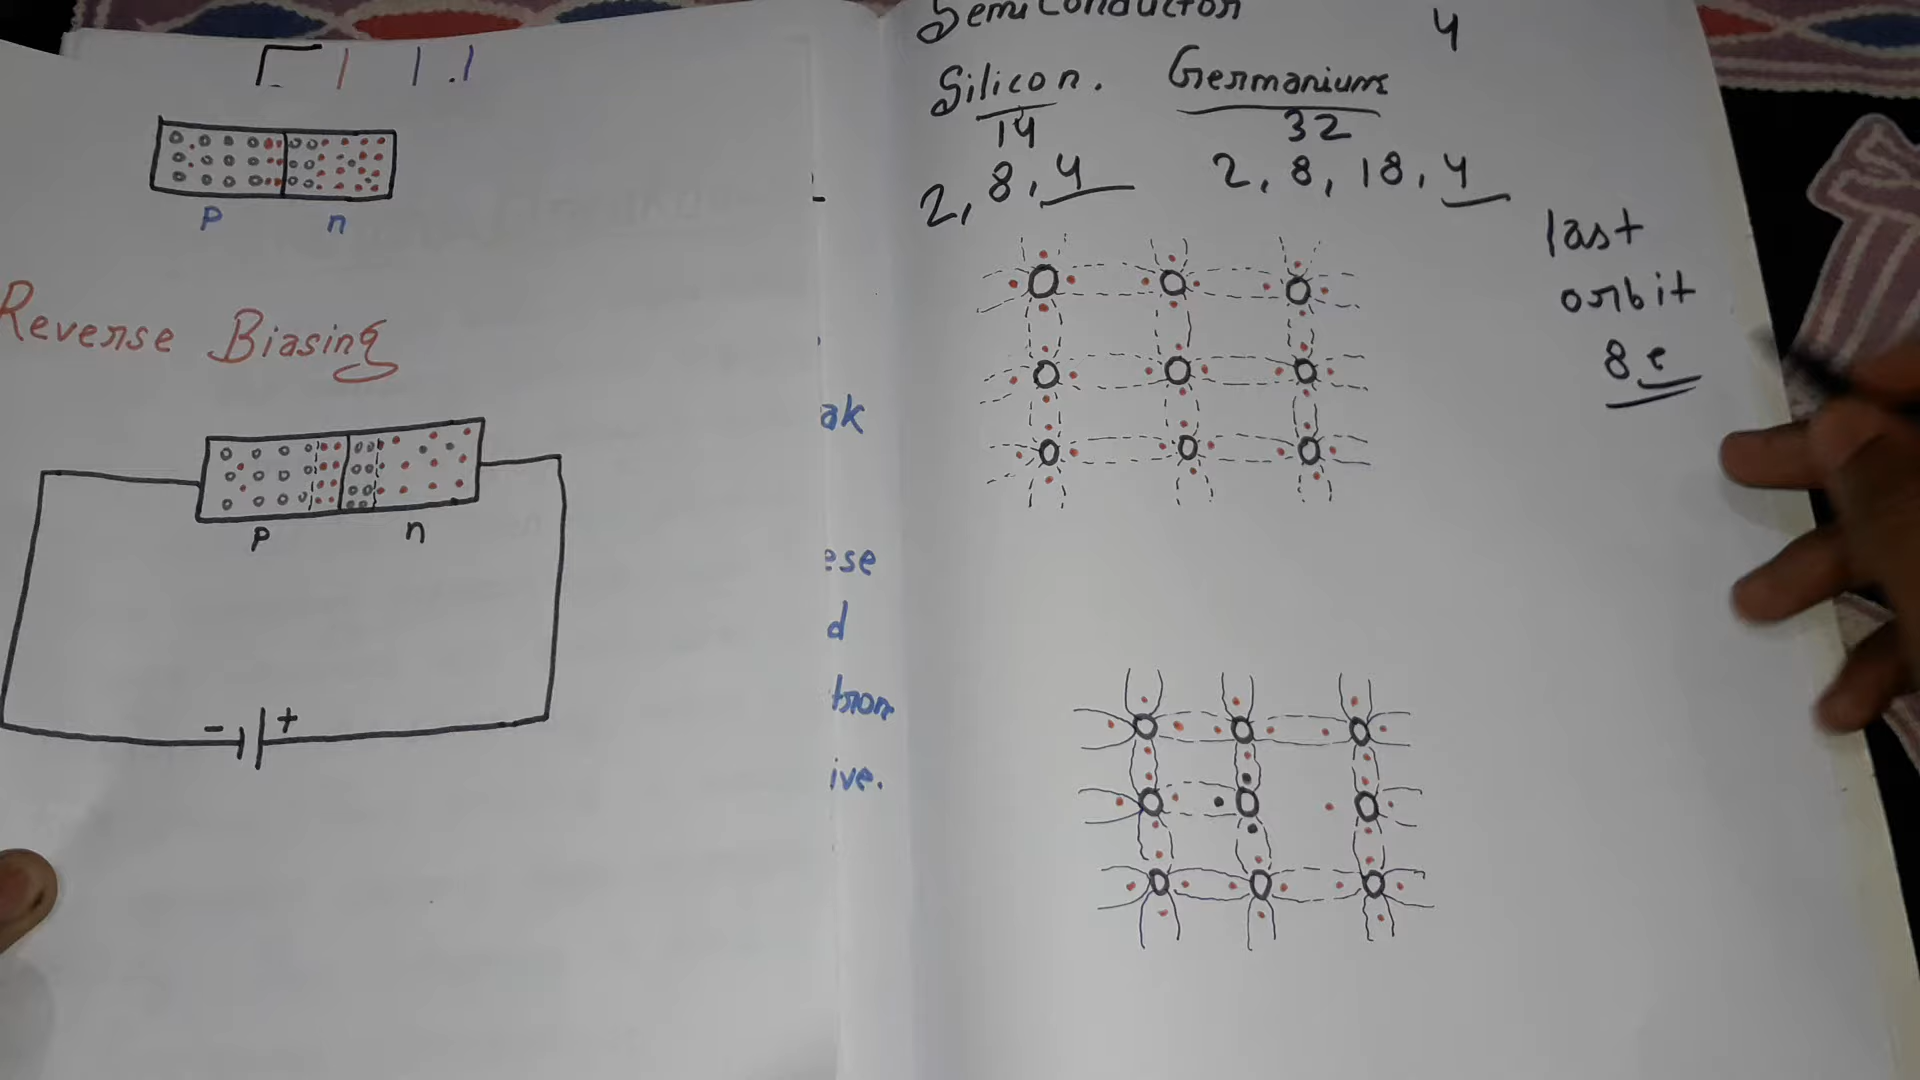 p n
Reverse Biasing
p
n
- +
ak
ese
d
tron
ive.
Semiconductor 4
Silicon. Germanium
14 32
2, 8, 4 2, 8, 18, 4
last
orbit
8 e